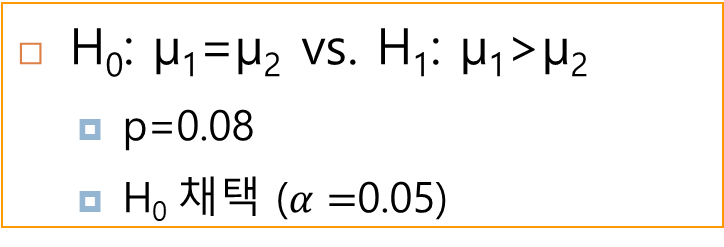 H₀: μ₁=μ₂ vs. H₁: μ₁>μ₂
p=0.08
H₀ 채택 (α =0.05)